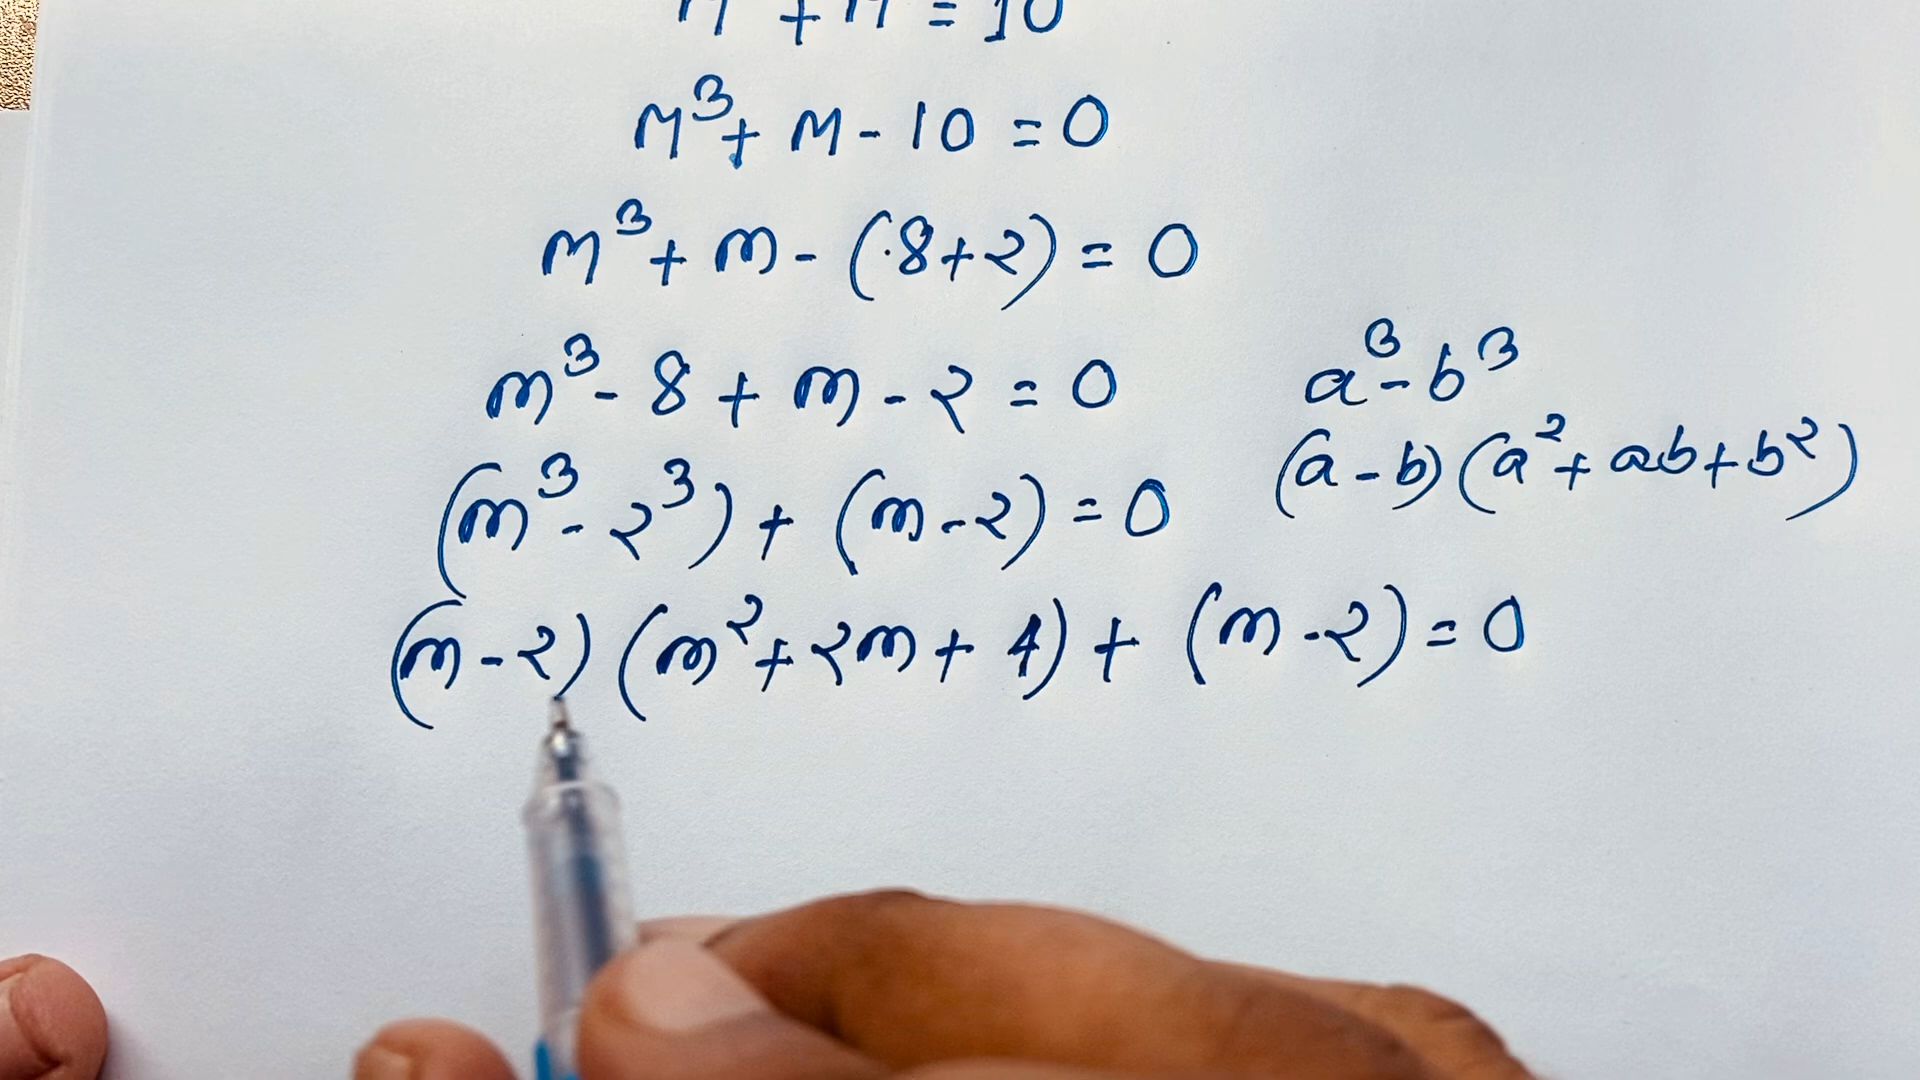 m³ + m - 10 = 0
m³ + m - (8+2) = 0
m³ - 8 + m - 2 = 0
(m³ - 2³) + (m-2) = 0
(m-2) (m² + 2m + 4) + (m-2) = 0
a³ - b³
(a-b) (a² + ab + b²)